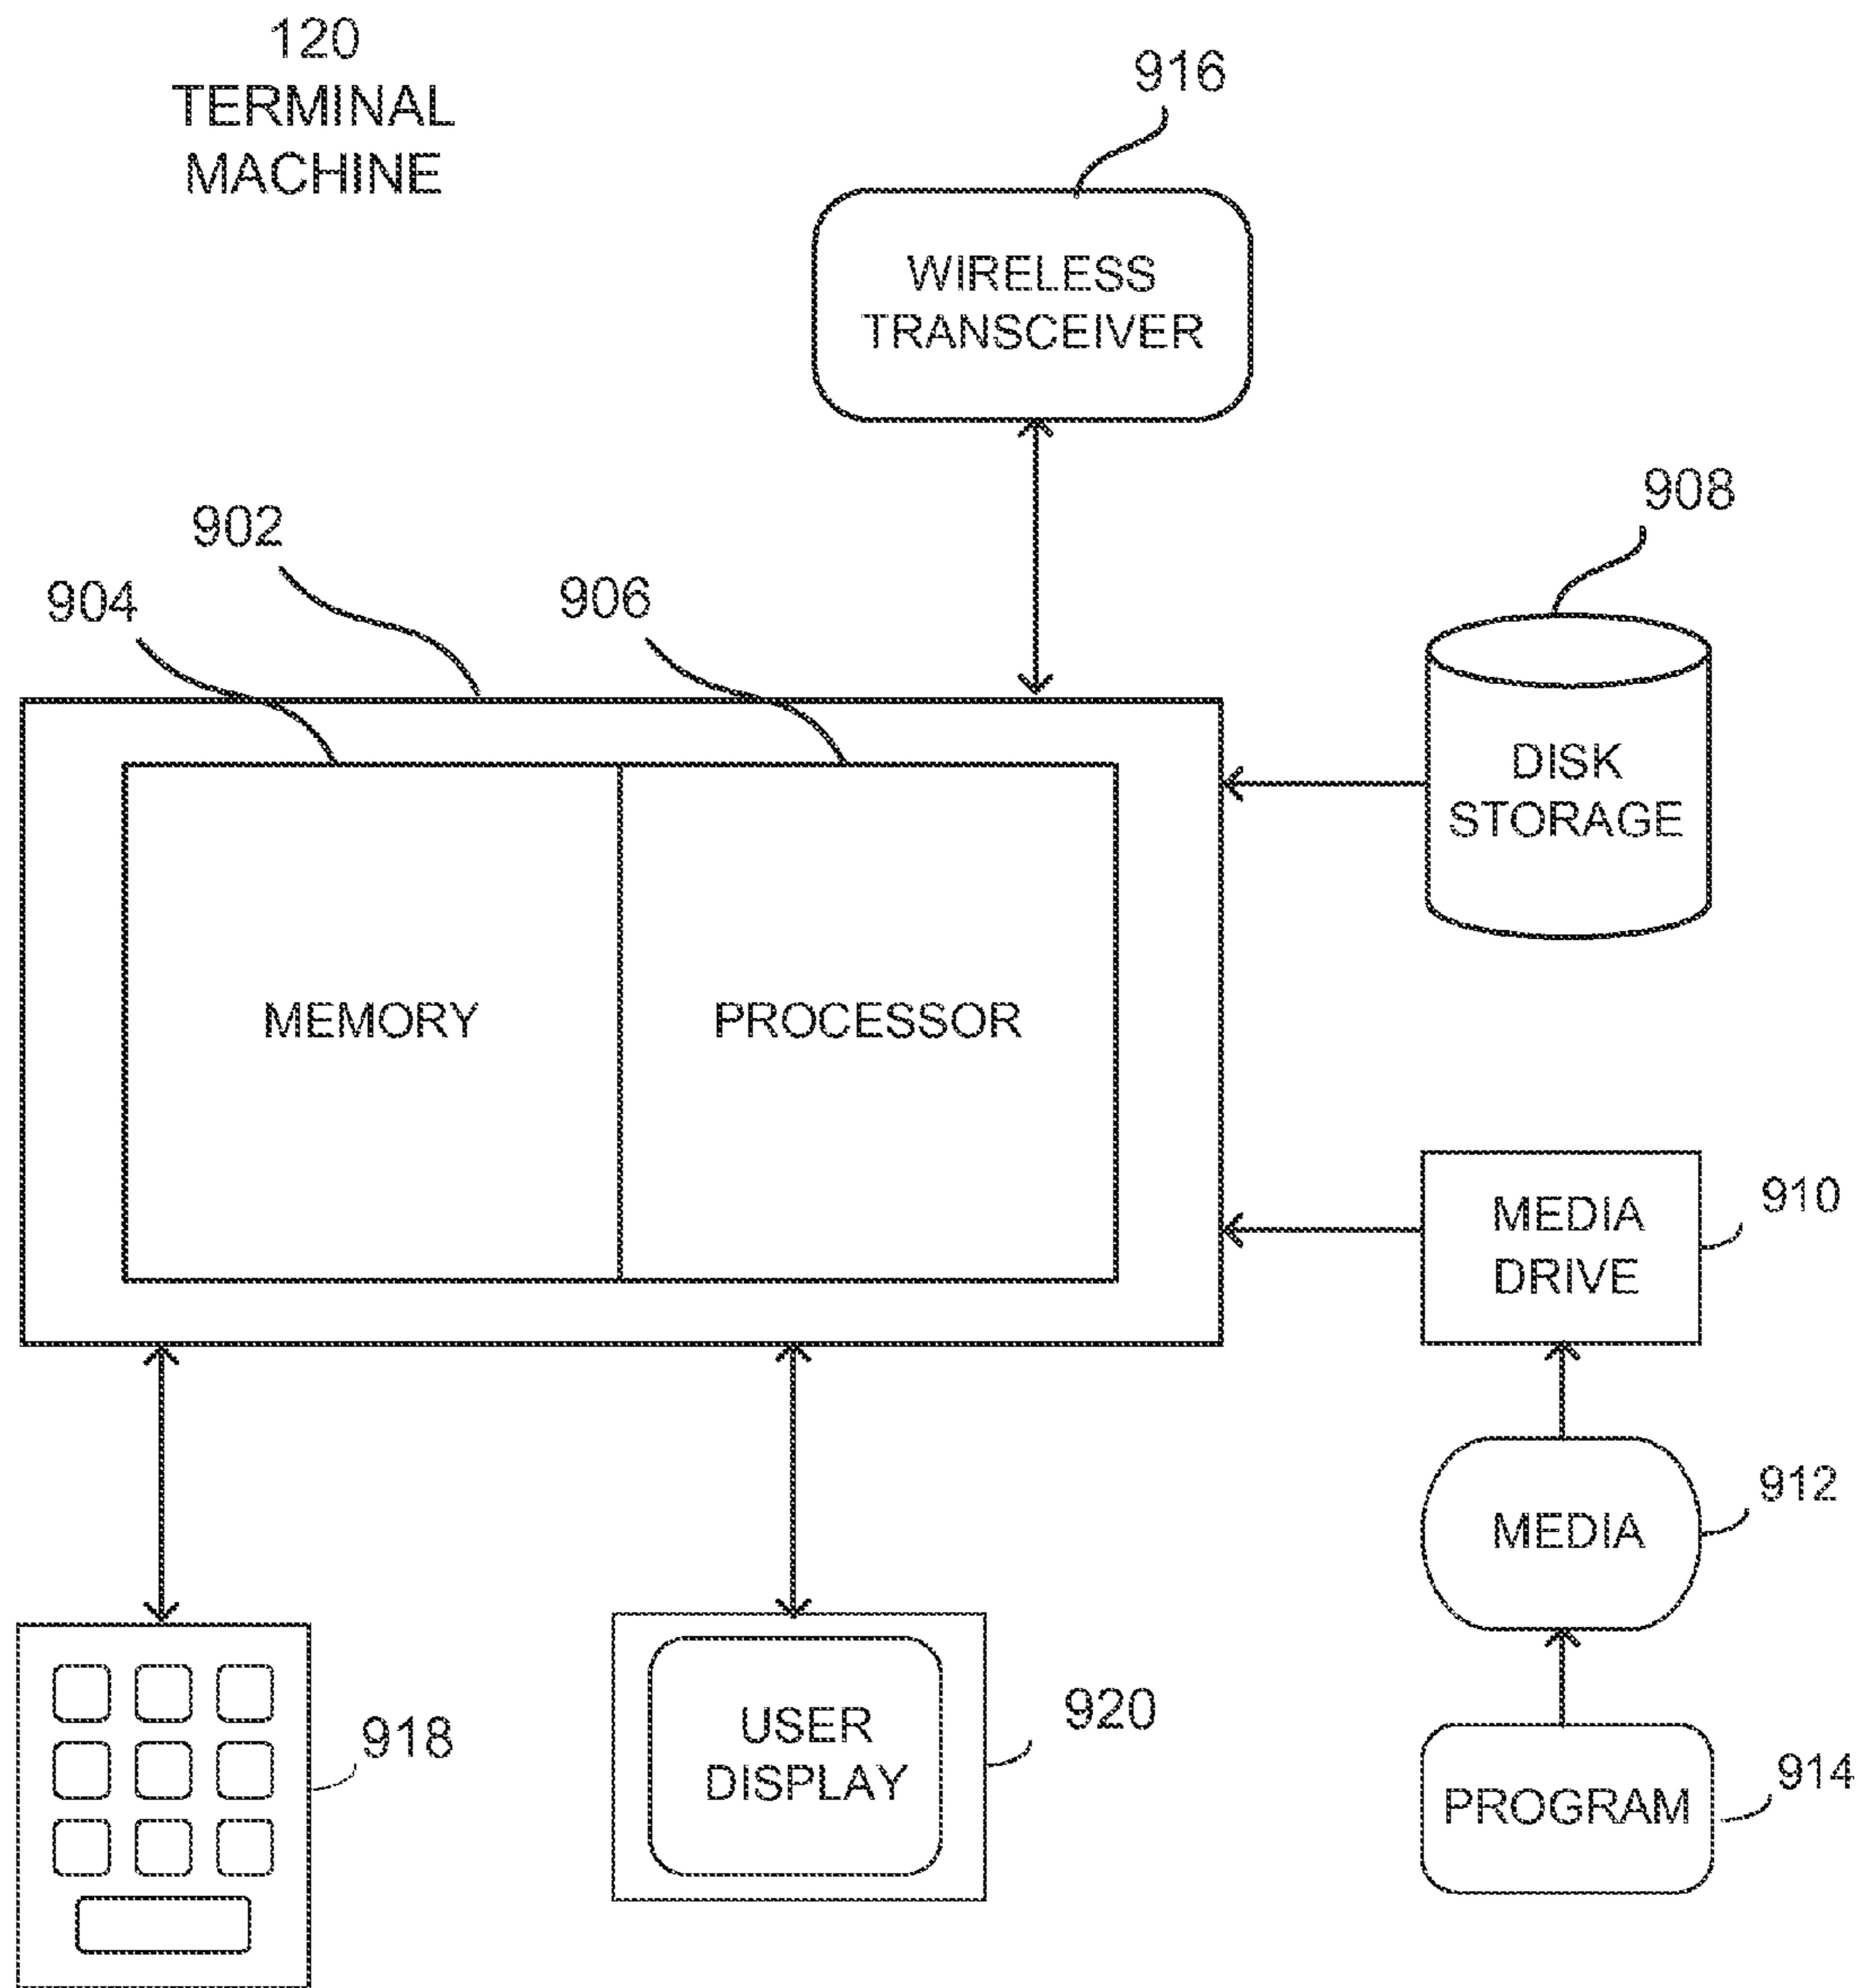 120
TERMINAL
MACHINE
916
WIRELESS
TRANSCEIVER
908
902
904
906
DISK
STORAGE
MEMORY
PROCESSOR
910
MEDIA
DRIVE
912
MEDIA
918
USER
DISPLAY
920
914
PROGRAM